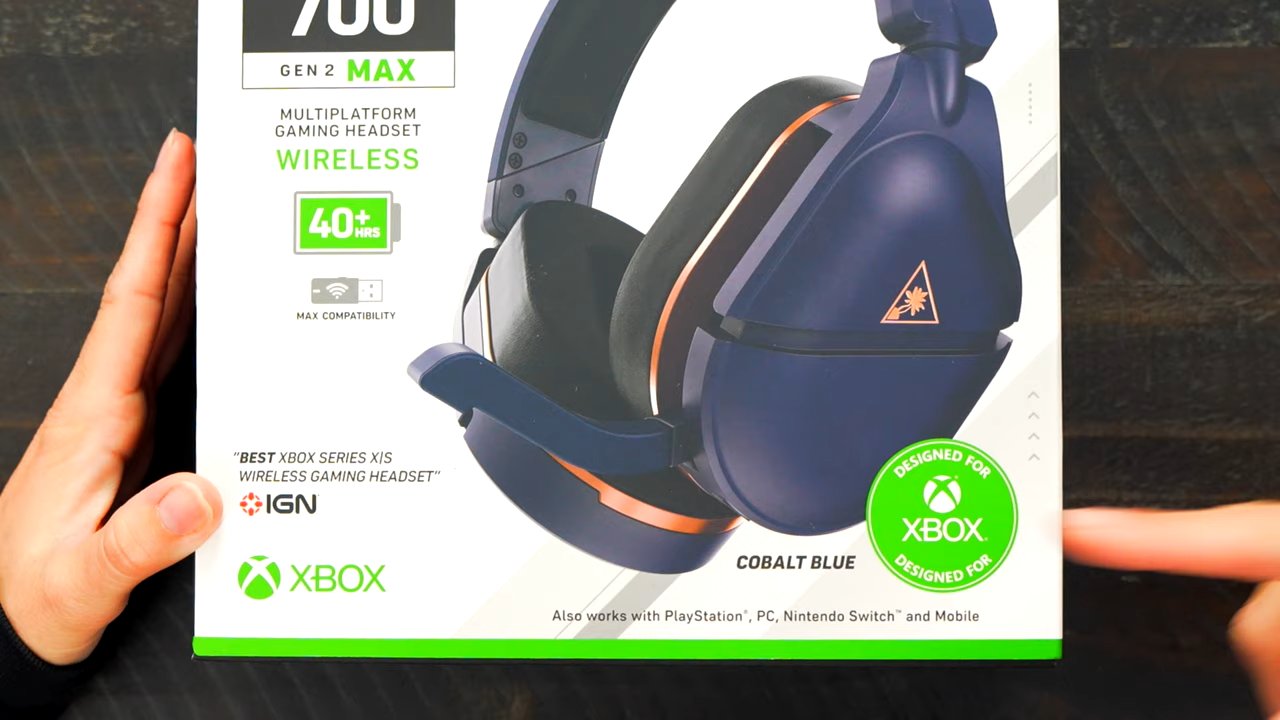 700
GEN 2 MAX
MULTIPLATFORM
GAMING HEADSET
WIRELESS
40+
HRS
MAX COMPATIBILITY
"BEST XBOX SERIES X|S
WIRELESS GAMING HEADSET"
IGN
XBOX
COBALT BLUE
DESIGNED FOR
XBOX
DESIGNED FOR
Also works with PlayStation®, PC, Nintendo Switch™ and Mobile